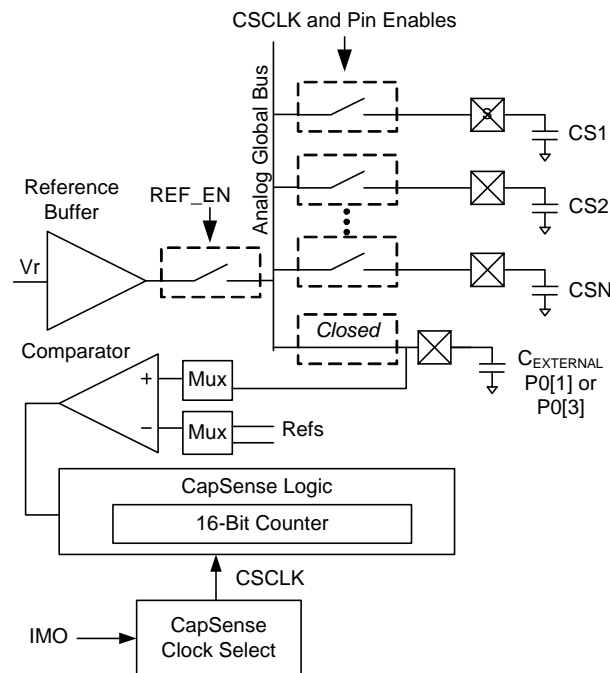 CSCLK and Pin Enables
Analog Global Bus
S
CS1
Reference
Buffer
REF_EN
CS2
Vr
CSN
Closed
Comparator
CEXTERNAL
P0[1] or
P0[3]
+
Mux
−
Mux
Refs
CapSense Logic
16-Bit Counter
CSCLK
IMO
CapSense
Clock Select